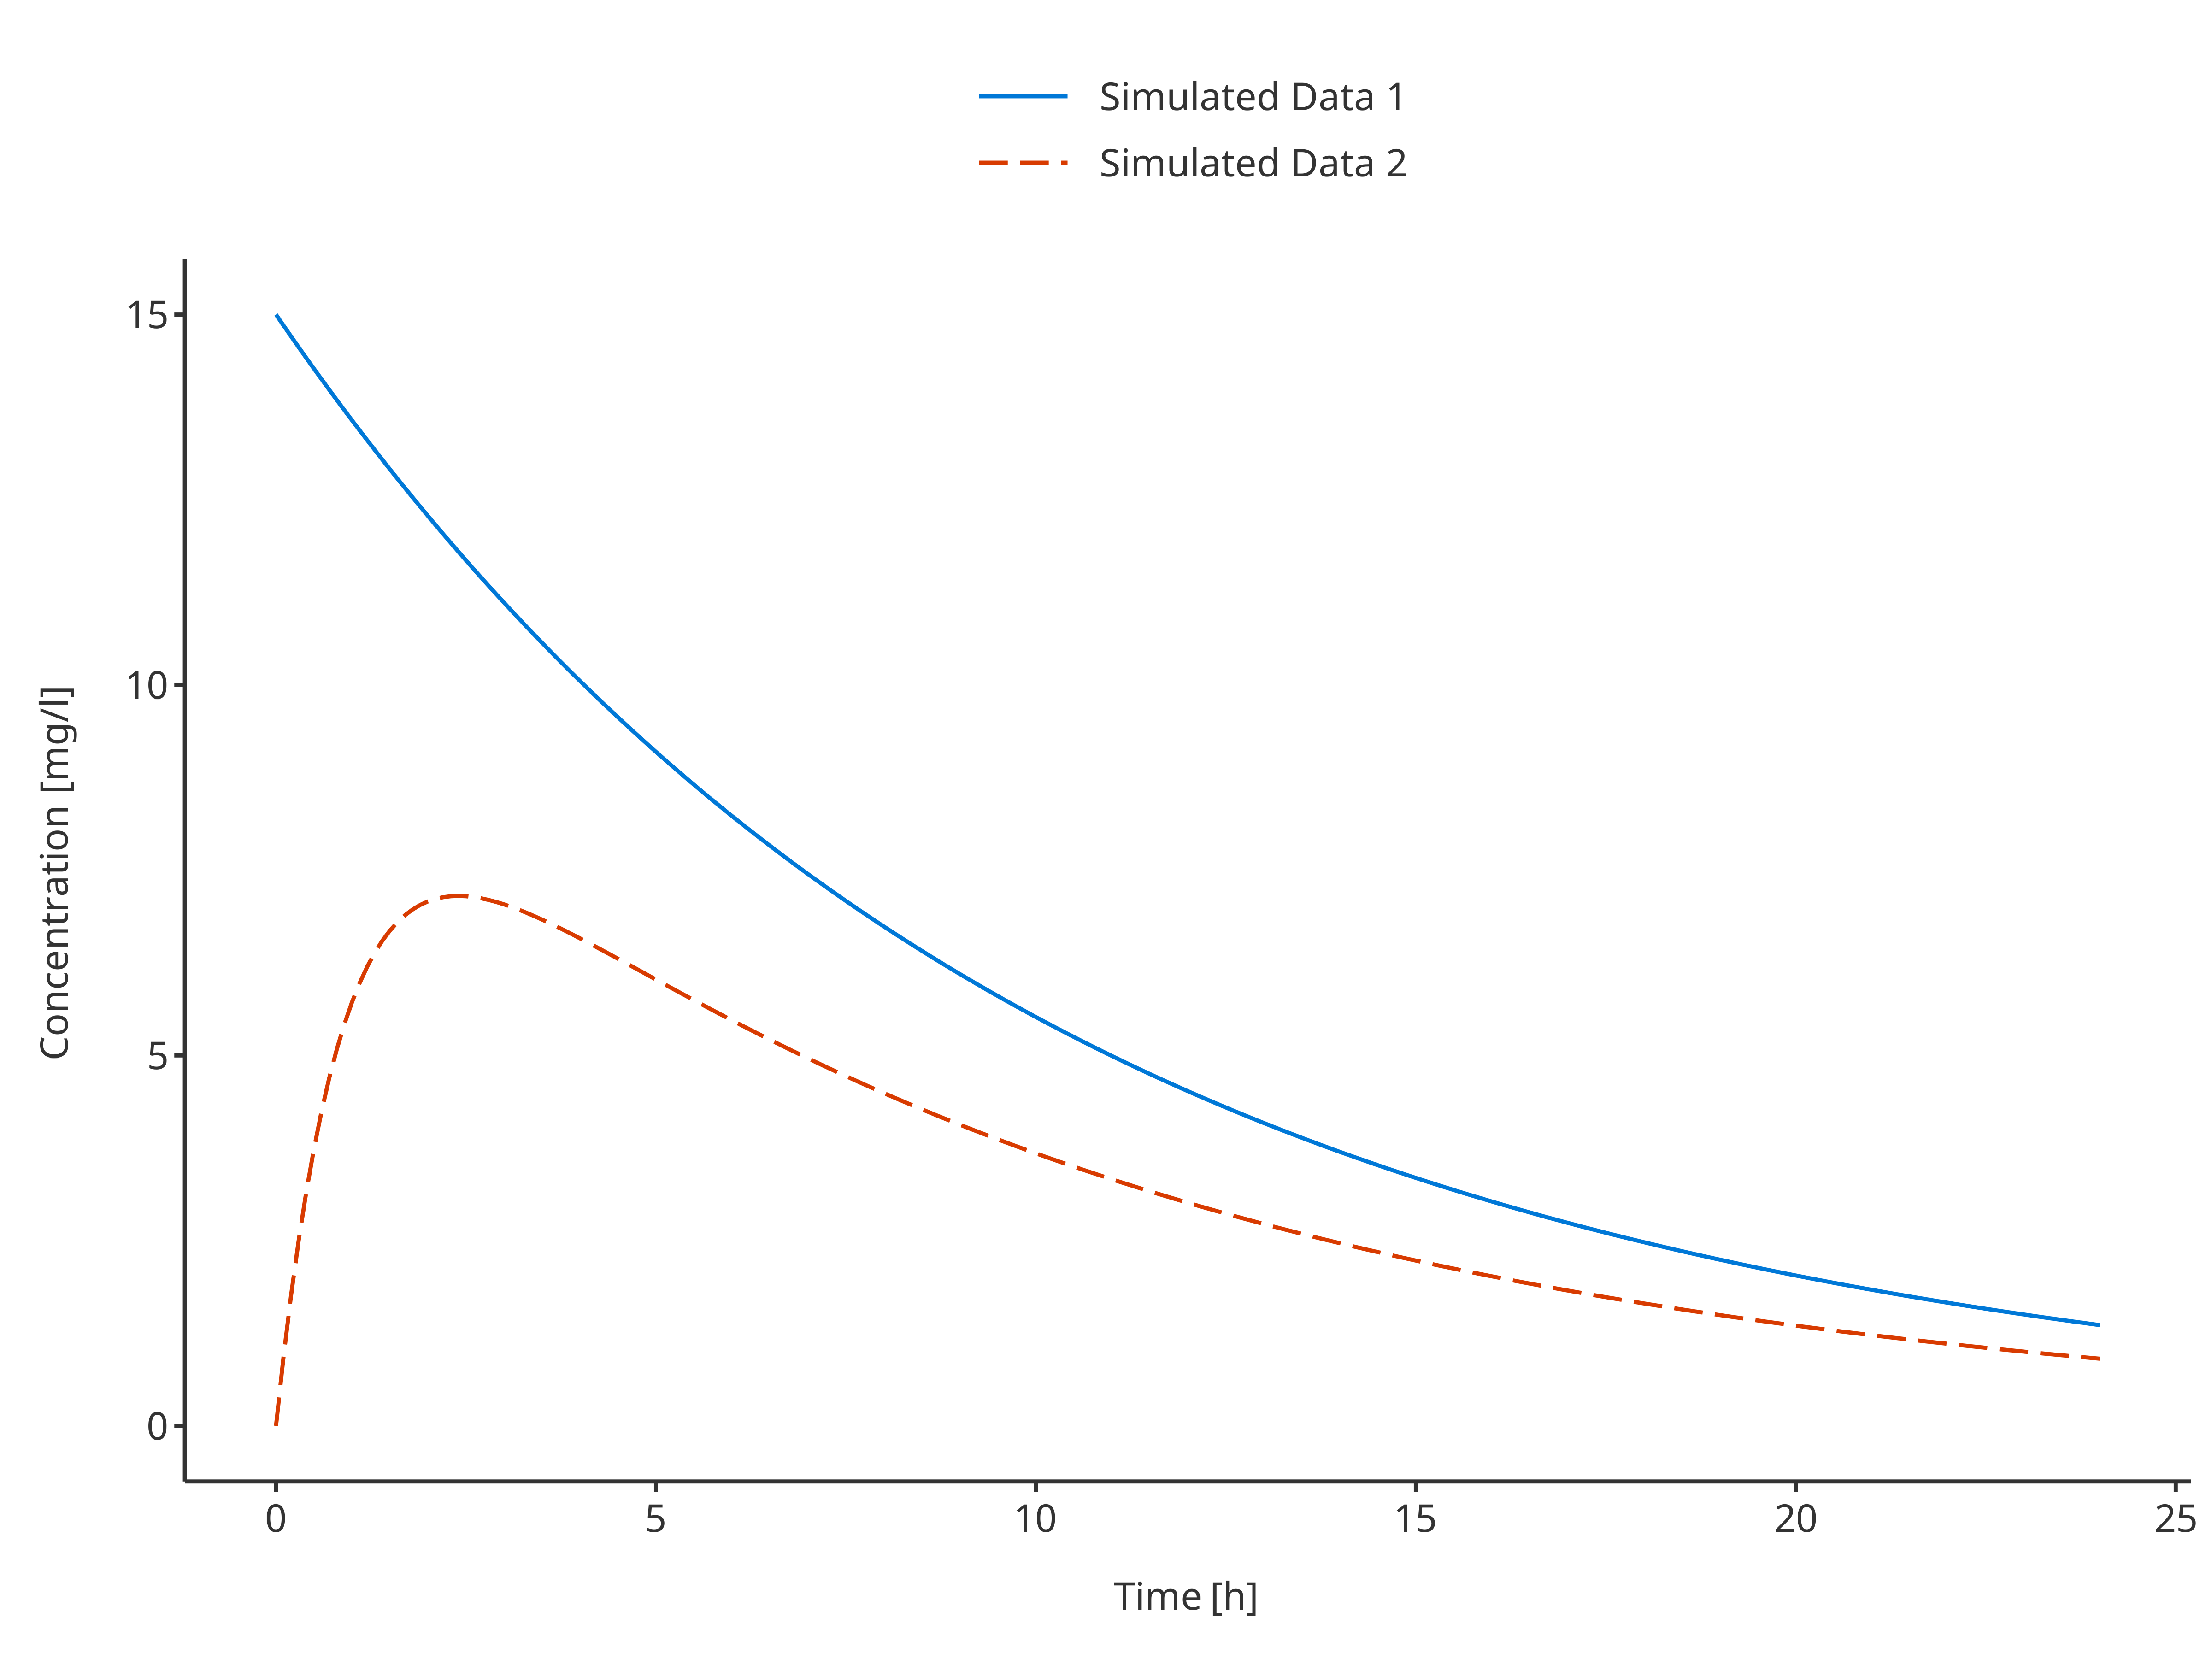 Simulated Data 1
Simulated Data 2
Concentration [mg/l]
15
10
5
0
0 5 10 15 20 25
Time [h]